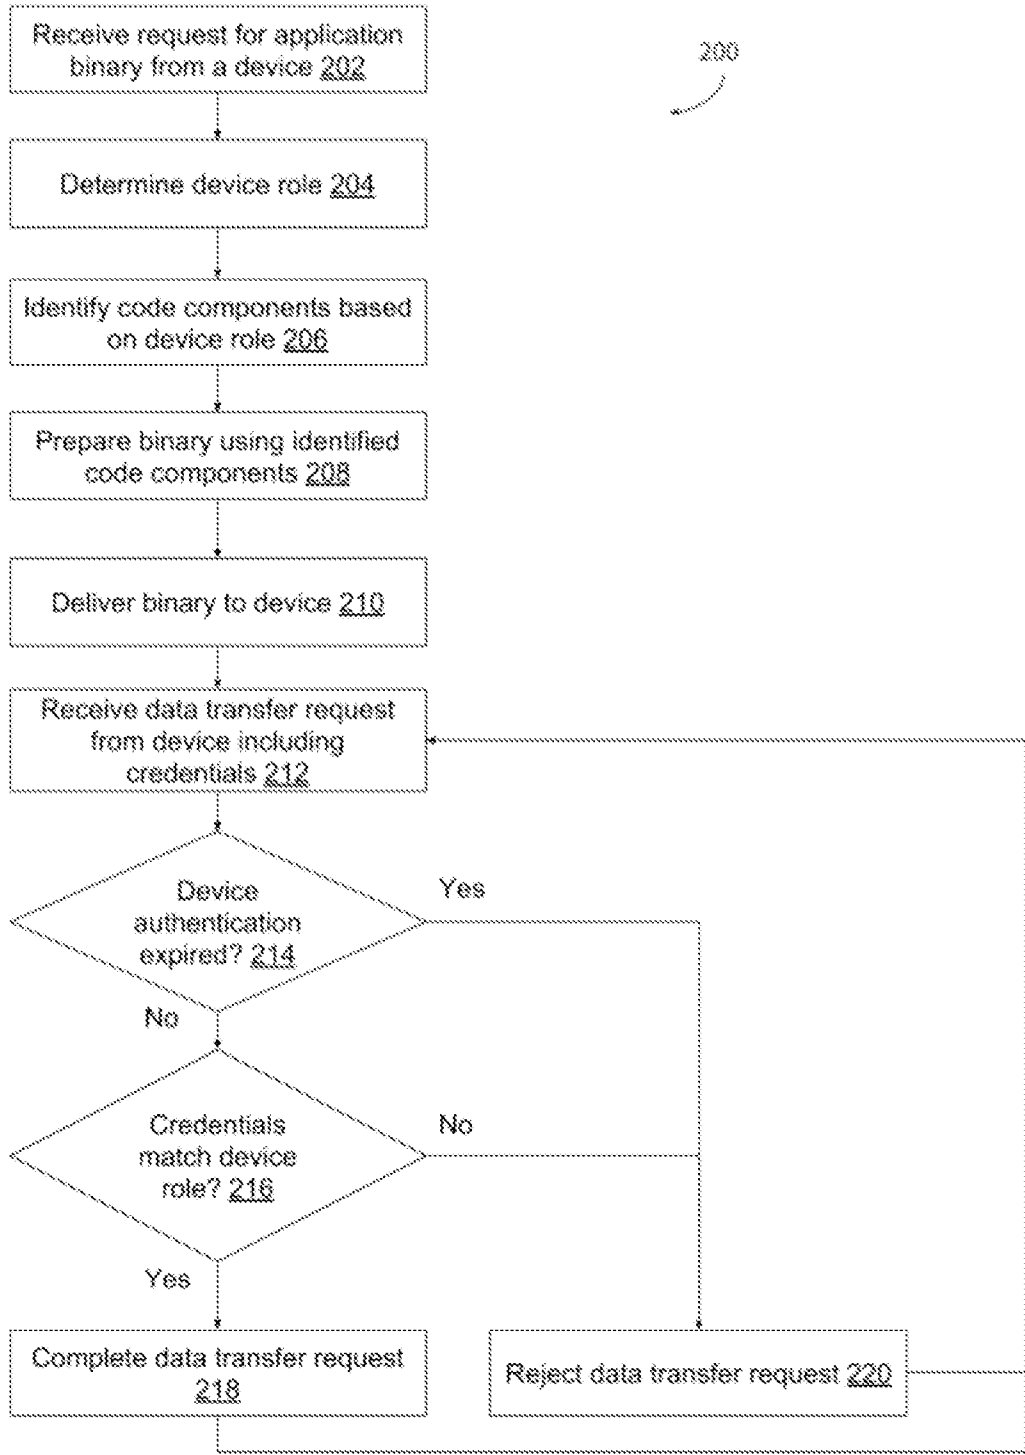 Receive request for application
binary from a device 202
200
Determine device role 204
Identify code components based
on device role 206
Prepare binary using identified
code components 208
Deliver binary to device 210
Receive data transfer request
from device including
credentials 212
Device
authentication
expired? 214
Yes
No
Credentials
match device
role? 216
No
Yes
Complete data transfer request
218
Reject data transfer request 220